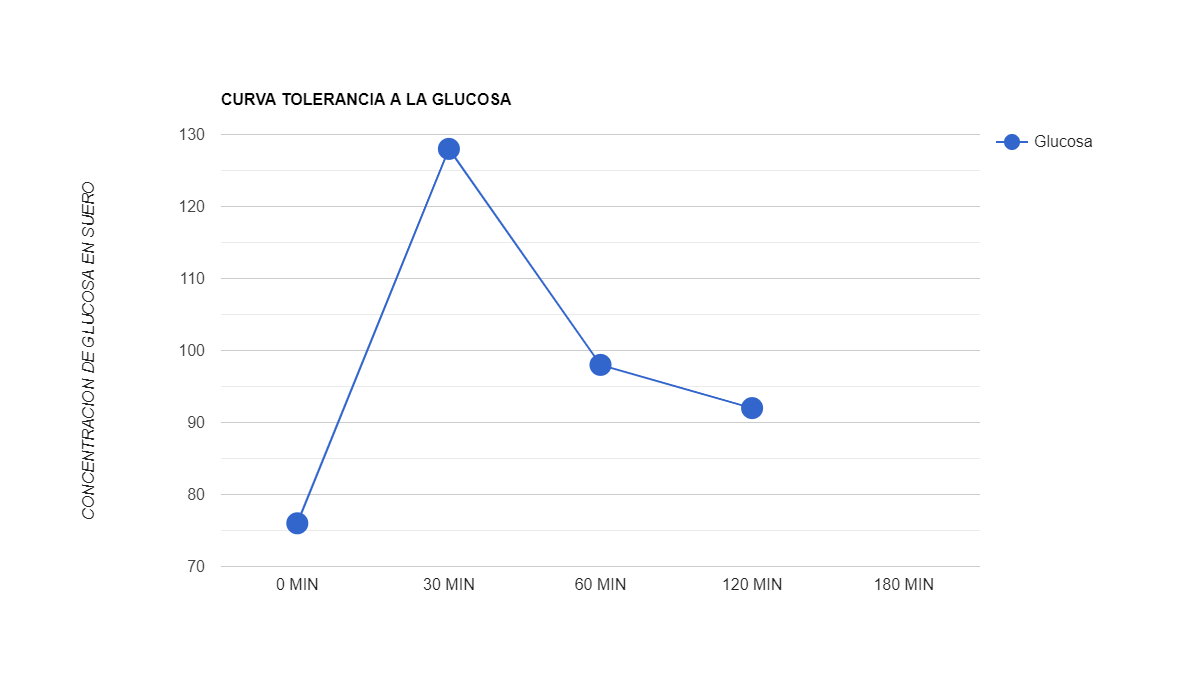 CURVA TOLERANCIA A LA GLUCOSA
Glucosa
CONCENTRACION DE GLUCOSA EN SUERO
130
120
110
100
90
80
70
0 MIN
30 MIN
60 MIN
120 MIN
180 MIN